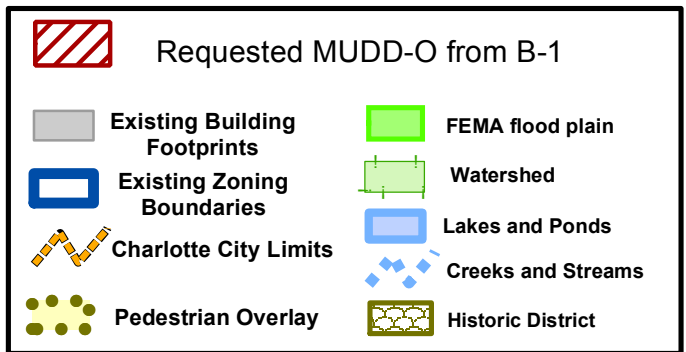 Requested MUDD-O from B-1
Existing Building
Footprints
Existing Zoning
Boundaries
Charlotte City Limits
Pedestrian Overlay
FEMA flood plain
Watershed
Lakes and Ponds
Creeks and Streams
Historic District